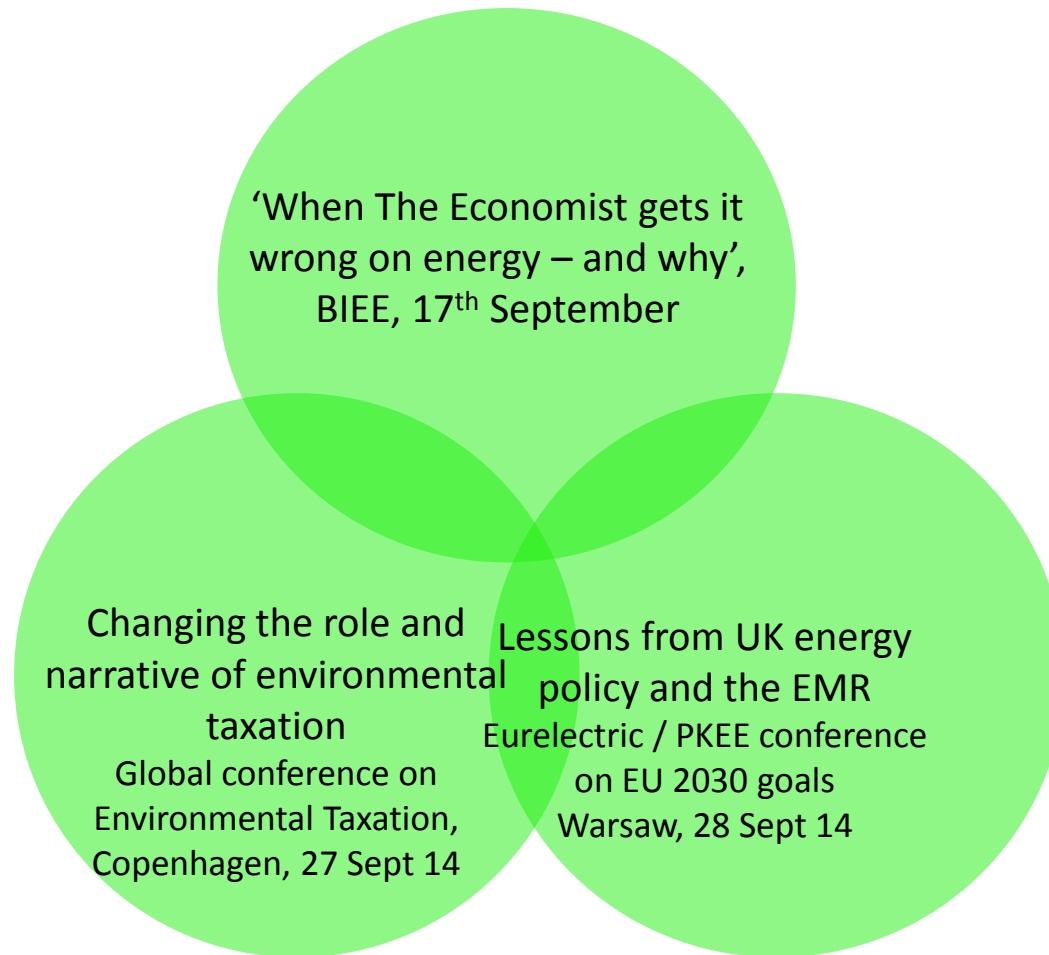 ‘When The Economist gets it
wrong on energy – and why’,
BIEE, 17th September
Changing the role and
narrative of environmental
taxation
Global conference on
Environmental Taxation,
Copenhagen, 27 Sept 14
Lessons from UK energy
policy and the EMR
Eurelectric / PKEE conference
on EU 2030 goals
Warsaw, 28 Sept 14